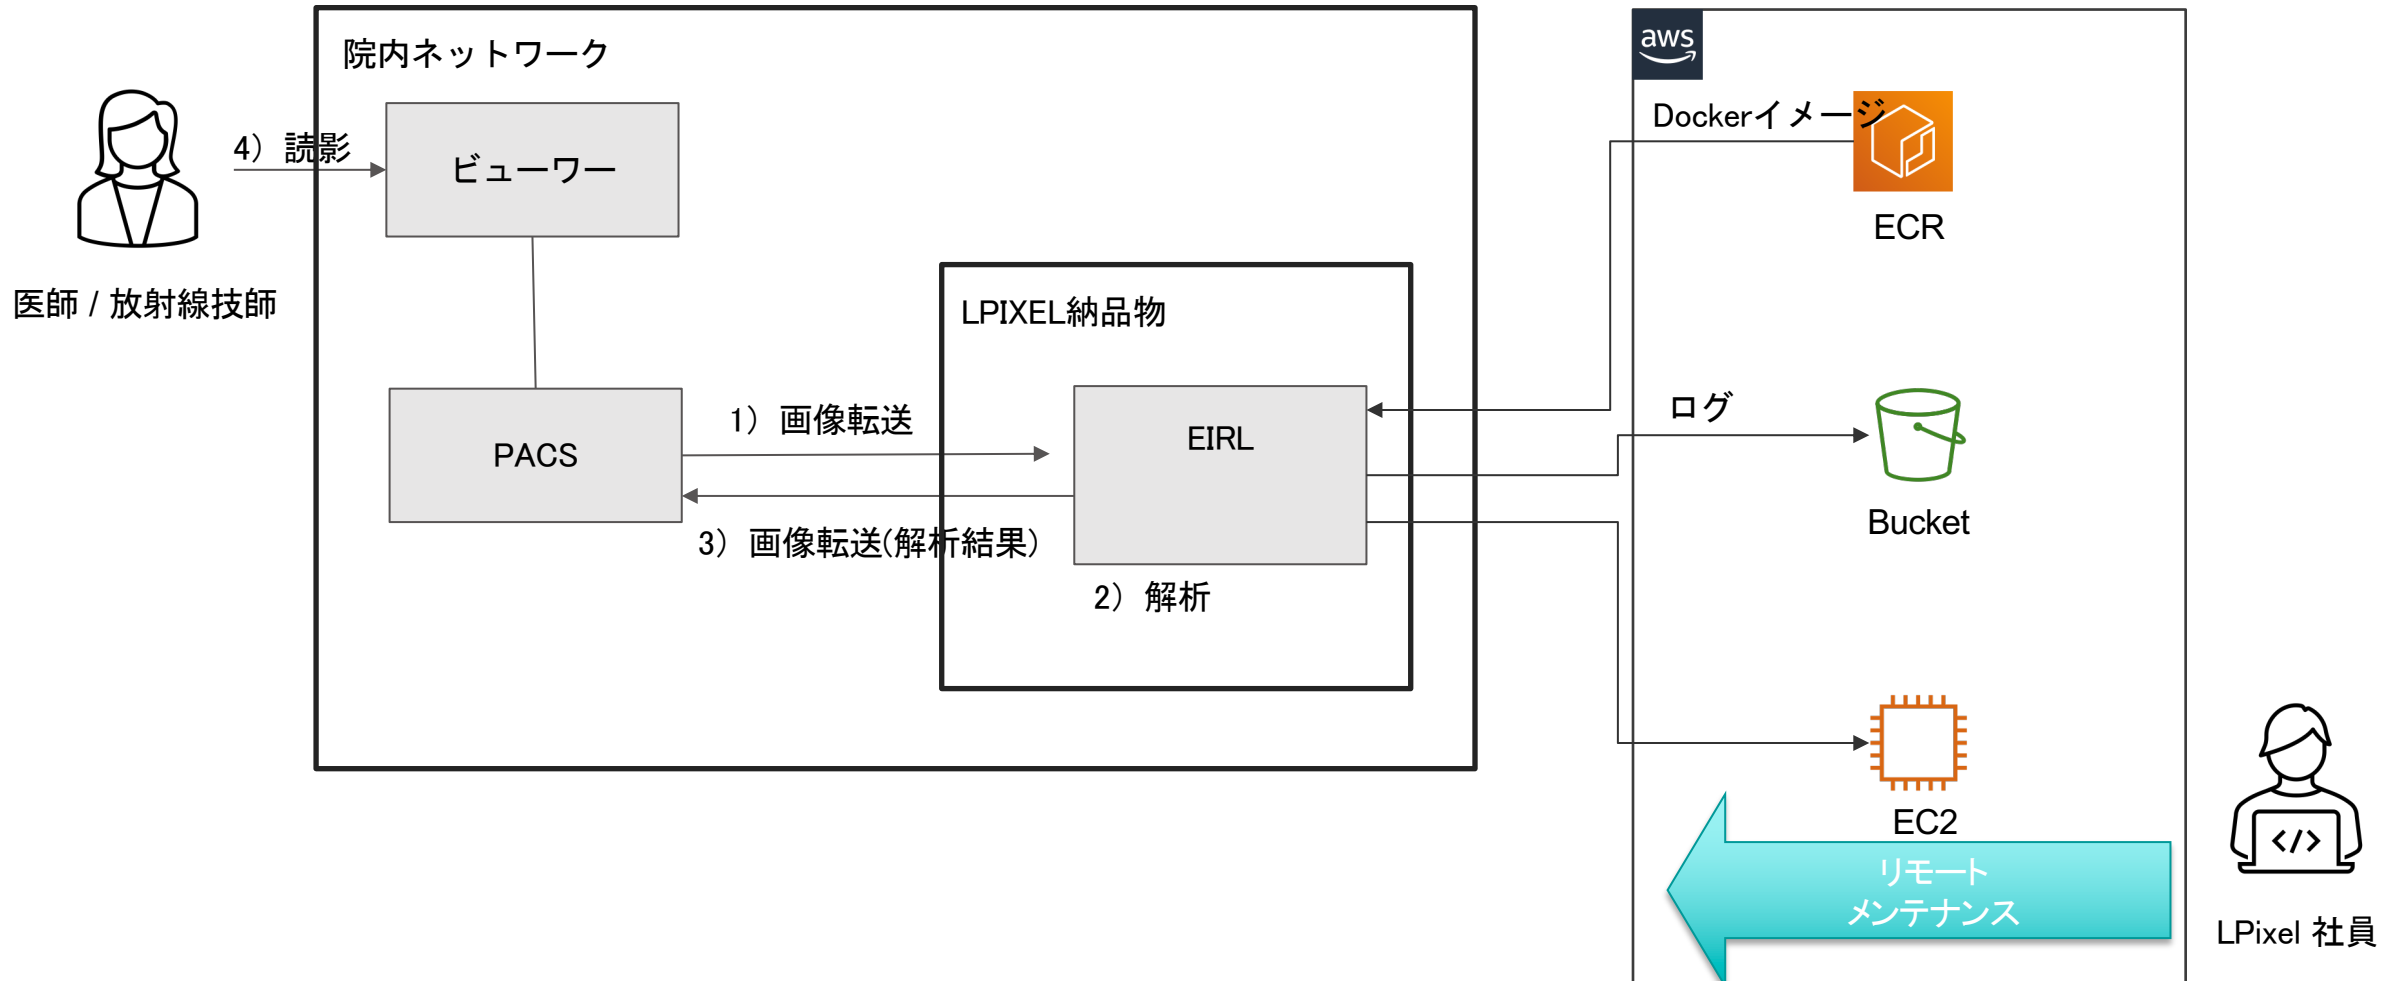 院内ネットワーク
aws
Dockerイメージ
4）読影
ビューワー
ECR
医師 / 放射線技師
LPIXEL納品物
1）画像転送
ログ
EIRL
PACS
Bucket
3）画像転送(解析結果)
2）解析
EC2
</>
リモート
メンテナンス
LPixel 社員